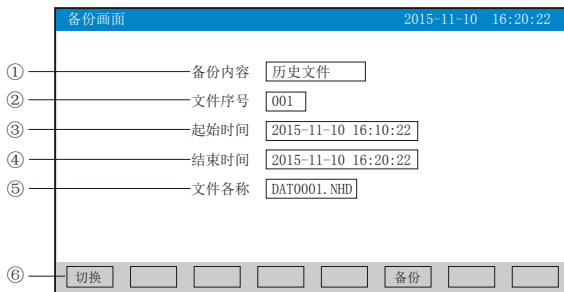 备份画面 2015-11-10 16:20:22
① 备份内容 历史文件
② 文件序号 001
③ 起始时间 2015-11-10 16:10:22
④ 结束时间 2015-11-10 16:20:22
⑤ 文件各称 DAT0001.NHD
⑥ 切换 备份